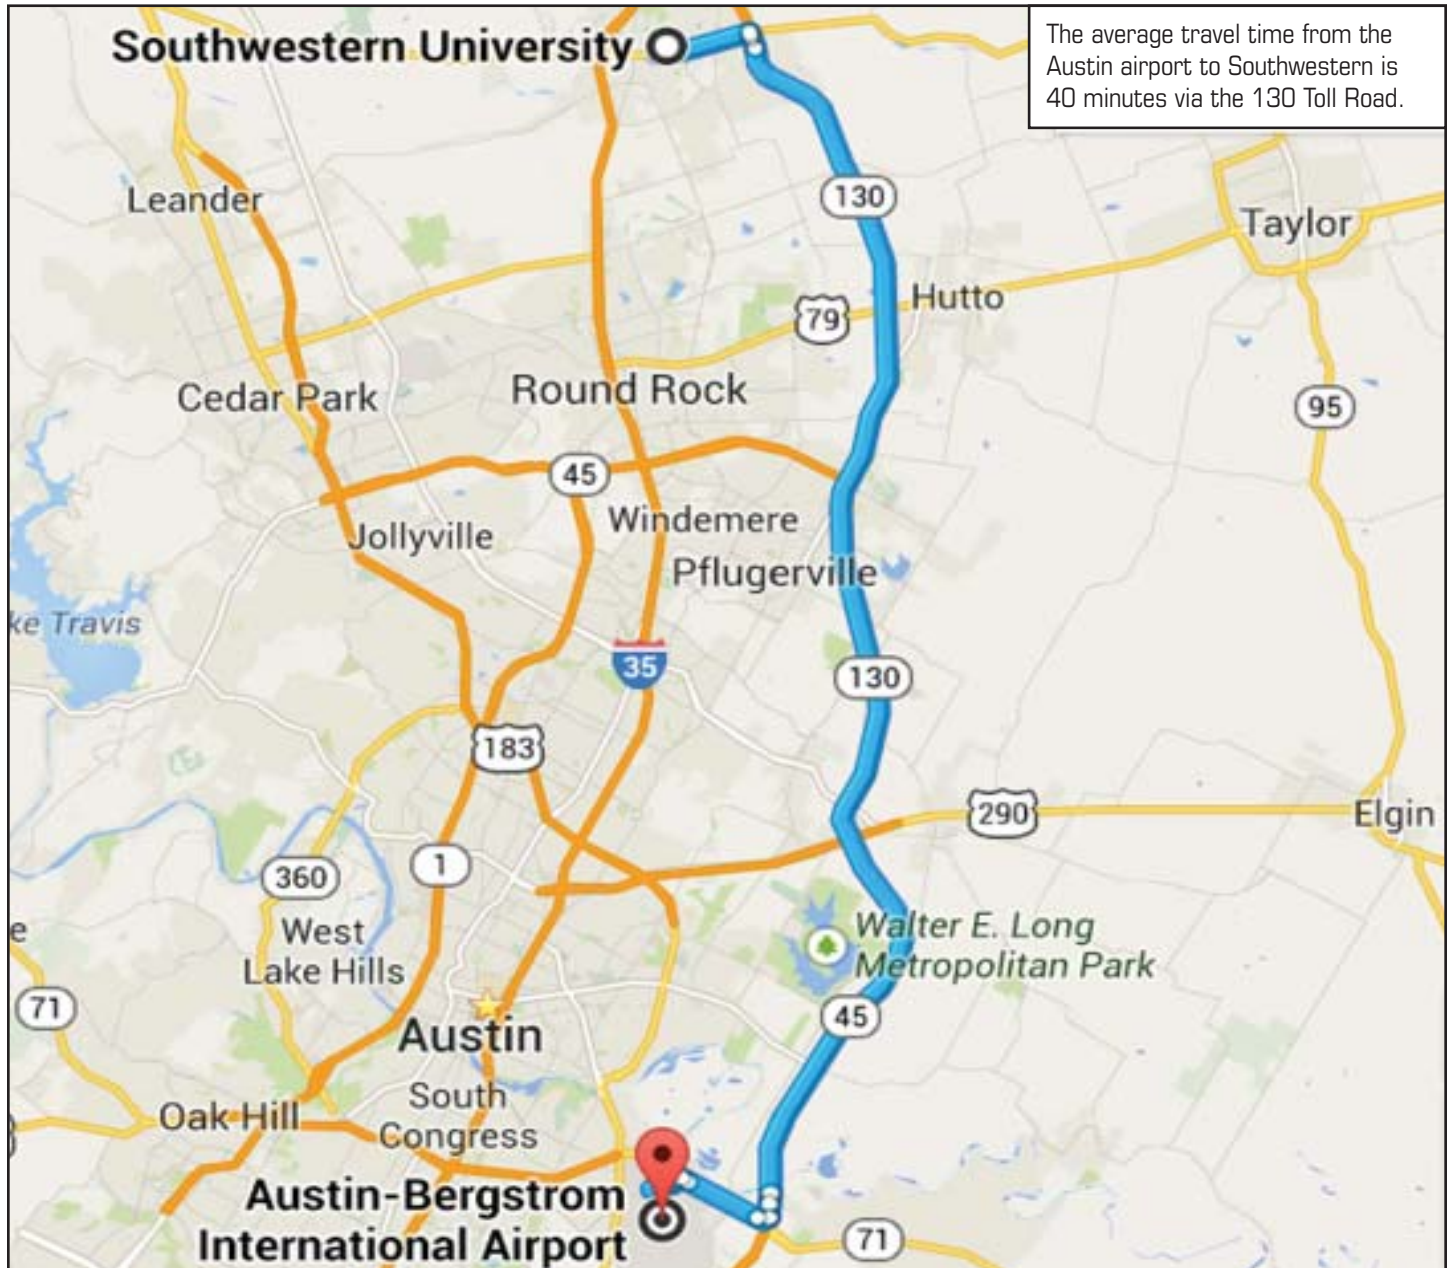 Southwestern University
The average travel time from the
Austin airport to Southwestern is
40 minutes via the 130 Toll Road.
Leander
130
Taylor
Hutto
79
Cedar Park
Round Rock
95
45
Windemere
Jollyville
Pflugerville
ke Travis
35
130
183
290
Elgin
1
360
West
Lake Hills
e
Walter E. Long
Metropolitan Park
71
45
Austin
South
Congress
Oak Hill
Austin-Bergstrom
International Airport
71